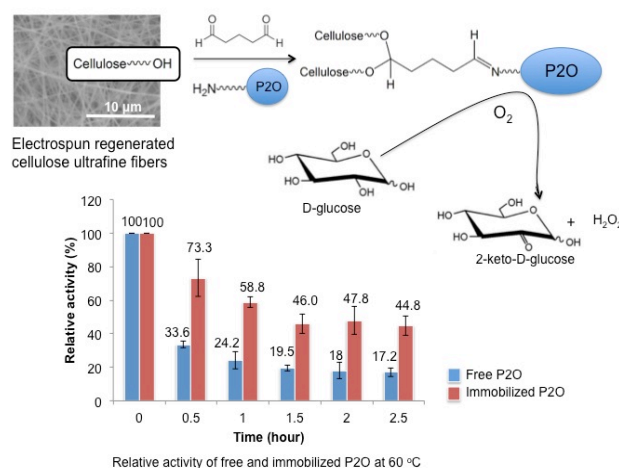 Cellulose OH
10 µm
Electrospun regenerated
cellulose ultrafine fibers
O O
H H
H₂N P2O
Cellulose O
Cellulose O H
H
N
P2O
O₂
OH
HO O
HO
OH OH
D-glucose
OH
HO O
HO
O OH
2-keto-D-glucose
+ H₂O₂
Relative activity (%)
120
100
80
60
40
20
0
100 100
33.6 73.3
24.2 58.8
19.5 46.0
18 47.8
17.2 44.8
0 0.5 1 1.5 2 2.5
Time (hour)
Free P2O
Immobilized P2O
Relative activity of free and immobilized P2O at 60 °C